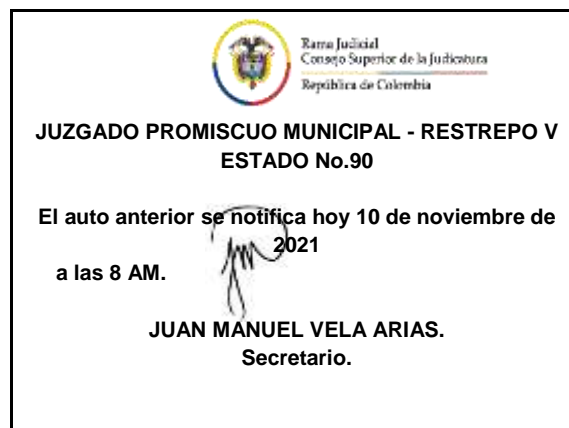 Rama Judicial
Consejo Superior de la Judicatura
República de Colombia
JUZGADO PROMISCUO MUNICIPAL - RESTREPO V
ESTADO No.90
El auto anterior se notifica hoy 10 de noviembre de
2021
a las 8 AM.
JUAN MANUEL VELA ARIAS.
Secretario.